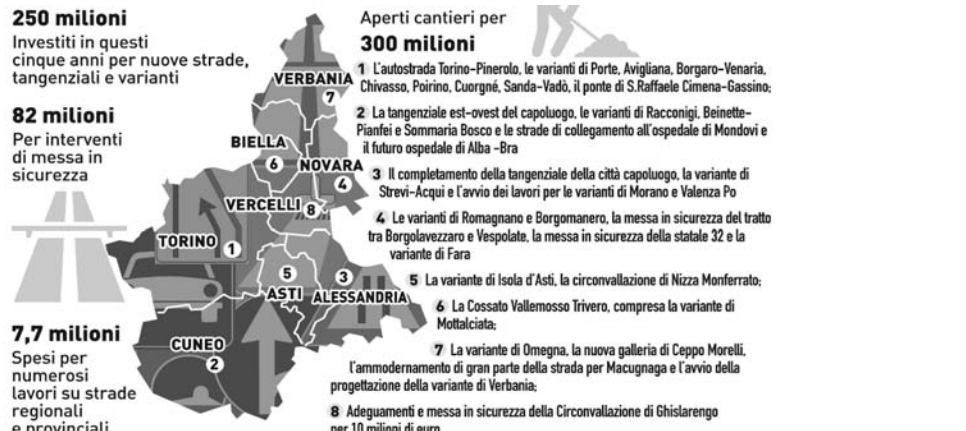 250 milioni
Investiti in questi
cinque anni per nuove strade,
tangenziali e varianti
82 milioni
Per interventi
di messa in
sicurezza
7,7 milioni
Spesi per
numerosi
lavori su strade
regionali
e provinciali
VERBANIA
7
BIELLA
6
NOVARA
4
VERCELLI 8
TORINO
1
5
ASTI
3
ALESSANDRIA
CUNEO
2
Aperti cantieri per
300 milioni
1 L'autostrada Torino-Pinerolo, le varianti di Porte, Avigliana, Borgaro-Venaria,
Chivasso, Poirino, Cuorgné, Sanda-Vadò, il ponte di S.Raffaele Cimena-Gassino;
2 La tangenziale est-ovest del capoluogo, le varianti di Racconigi, Beinette-
Pianfei e Sommaria Bosco e le strade di collegamento all'ospedale di Mondovì e
il futuro ospedale di Alba -Bra
3 Il completamento della tangenziale della città capoluogo, la variante di
Strevi-Acqui e l'avvio dei lavori per le varianti di Morano e Valenza Po
4 Le varianti di Romagnano e Borgomanero, la messa in sicurezza del tratto
tra Borgolavezzaro e Vespolate, la messa in sicurezza della statale 32 e la
variante di Fara
5 La variante di Isola d'Asti, la circonvallazione di Nizza Monferrato;
6 La Cossato Vallemosso Trivero, compresa la variante di
Mottalciata;
7 La variante di Omegna, la nuova galleria di Ceppo Morelli,
l'ammodernamento di gran parte della strada per Macugnaga e l'avvio della
progettazione della variante di Verbania;
8 Adeguamenti e messa in sicurezza della Circonvallazione di Ghislarengo
per 10 milioni di euro